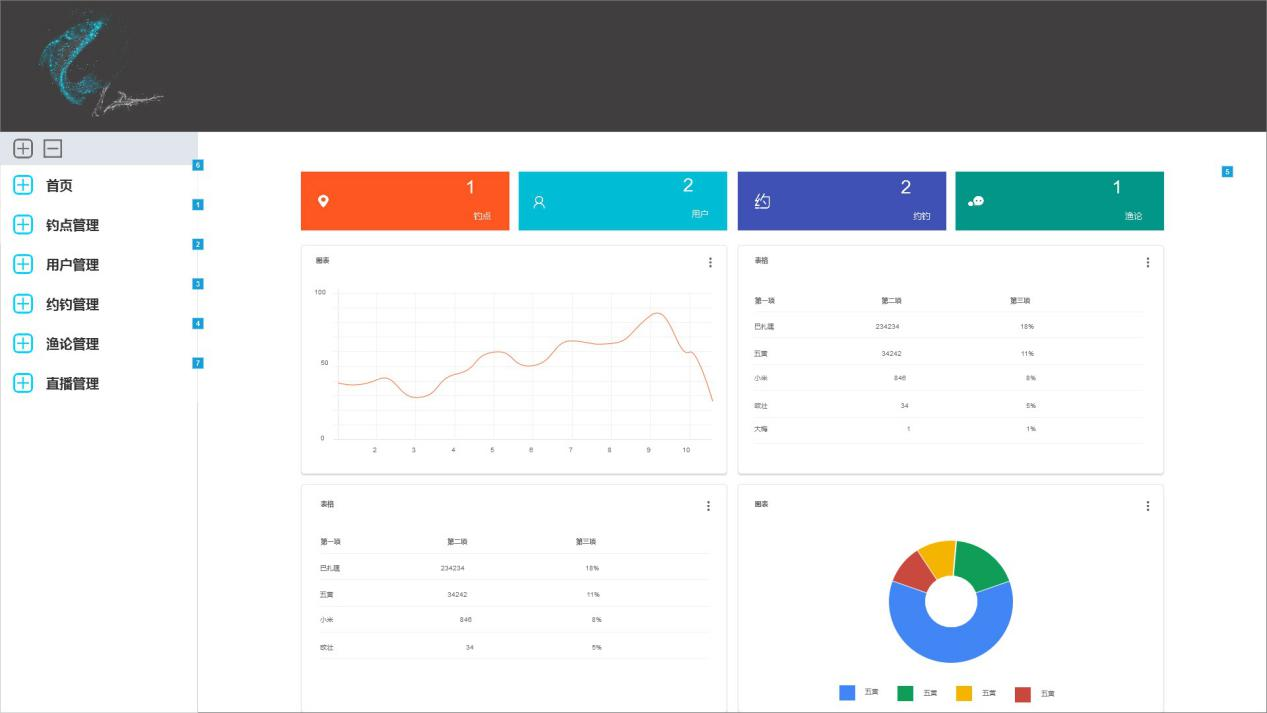 6
首页
1
钓点管理
2
用户管理
3
约钓管理
4
渔论管理
7
直播管理
5
1
钓点
2
用户
约
2
约钓
1
渔论
图表
100
50
0
2 3 4 5 6 7 8 9 10
表格
第一项 第二项 第三项
巴扎嘿 234234 18%
五黄 34242 11%
小米 846 8%
欧壮 34 5%
大梅 1 1%
表格
第一项 第二项 第三项
巴扎嘿 234234 18%
五黄 34242 11%
小米 846 8%
欧壮 34 5%
图表
五黄 五黄 五黄 五黄